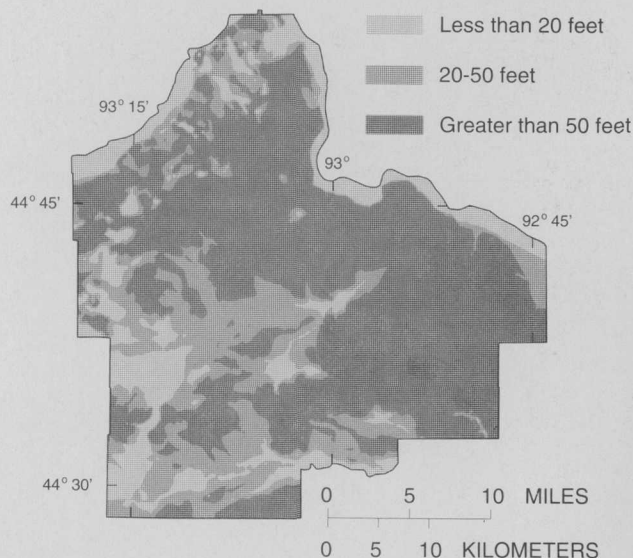 Less than 20 feet
20-50 feet
Greater than 50 feet
93° 15'
93°
44° 45'
92° 45'
44° 30'
0 5 10 MILES
0 5 10 KILOMETERS